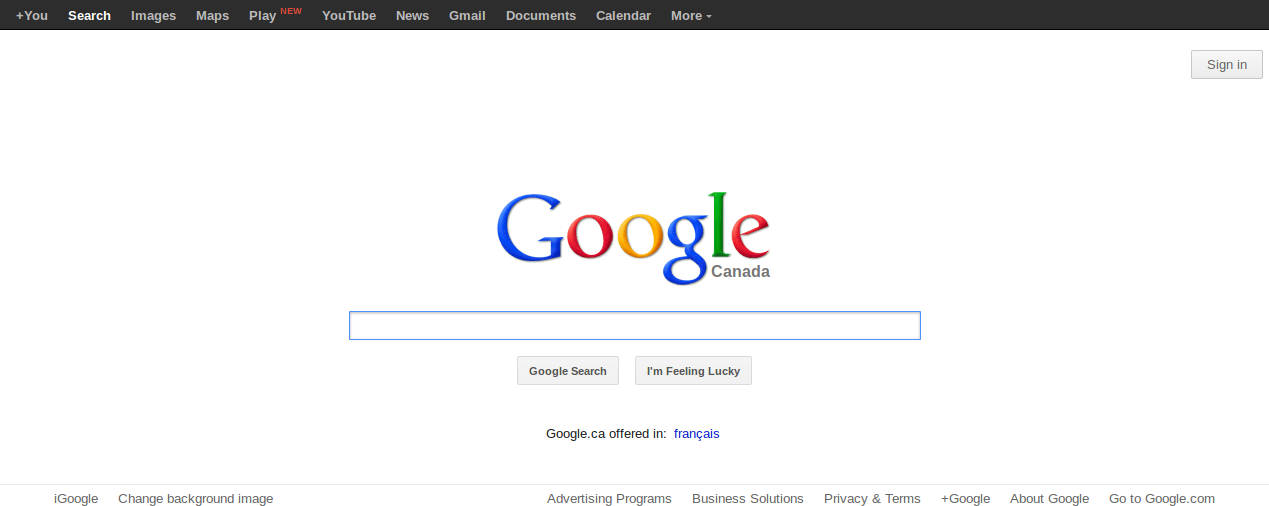 +You Search Images Maps Play NEW YouTube News Gmail Documents Calendar More
Sign in
Google
Canada
Google Search I'm Feeling Lucky
Google.ca offered in: français
iGoogle Change background image Advertising Programs Business Solutions Privacy & Terms +Google About Google Go to Google.com